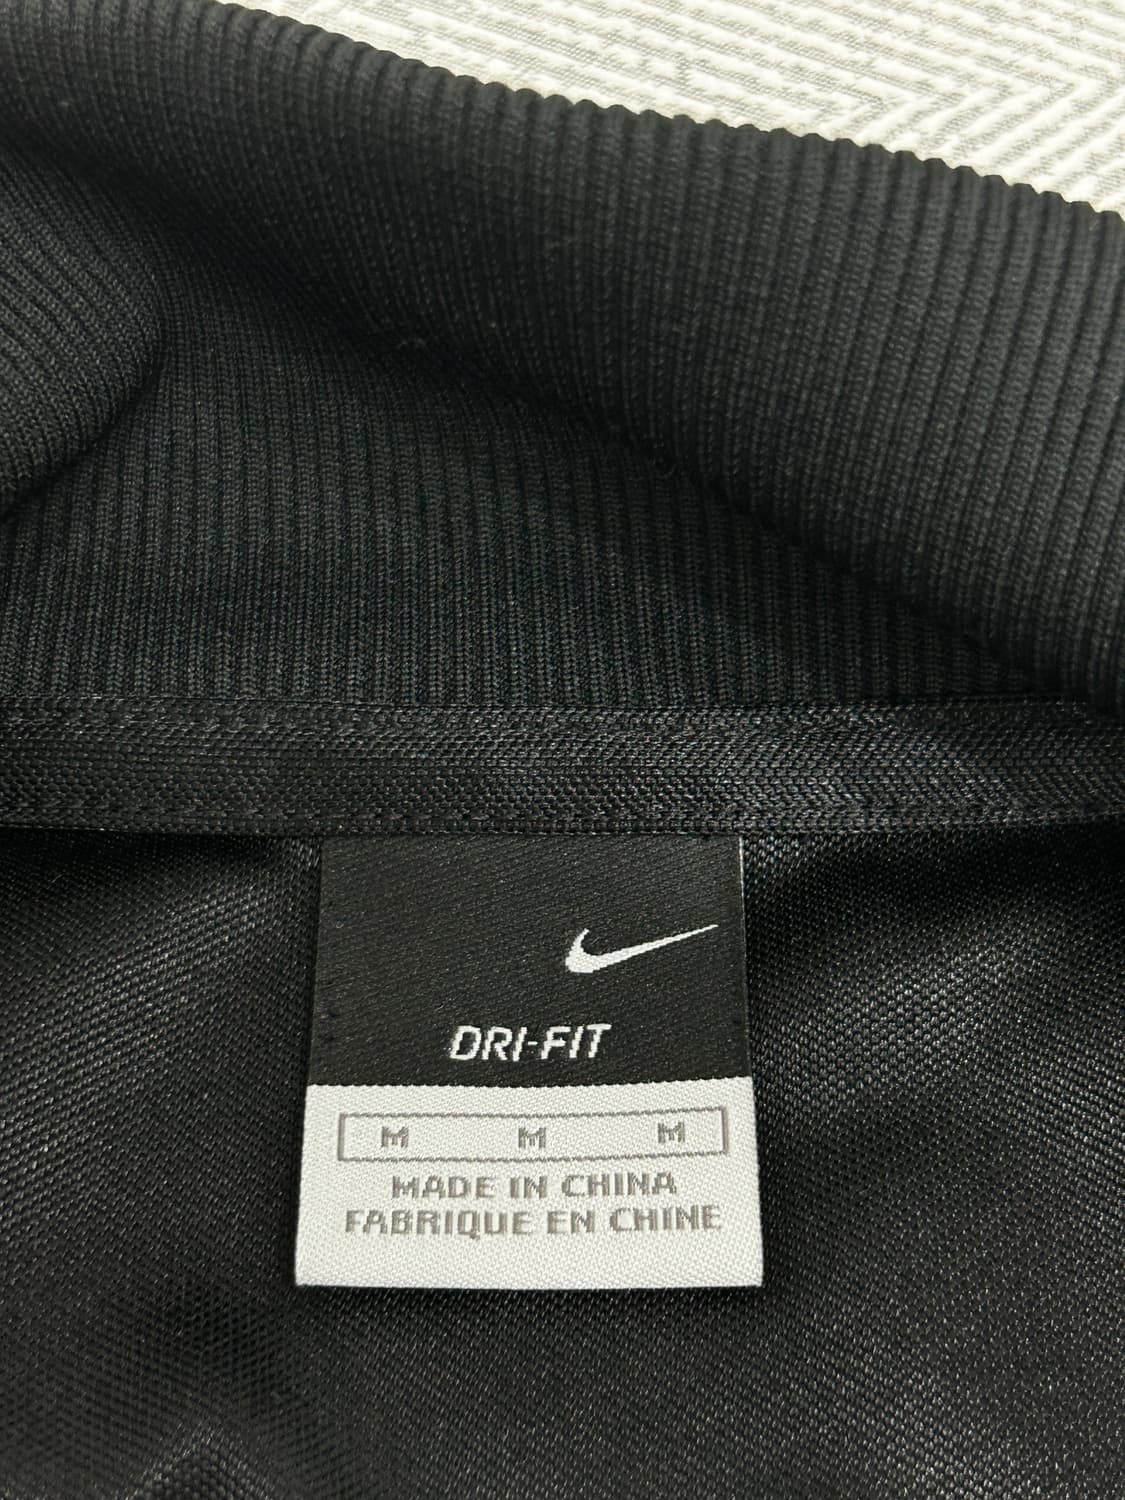 DRI-FIT
M M M
MADE IN CHINA
FABRIQUE EN CHINE